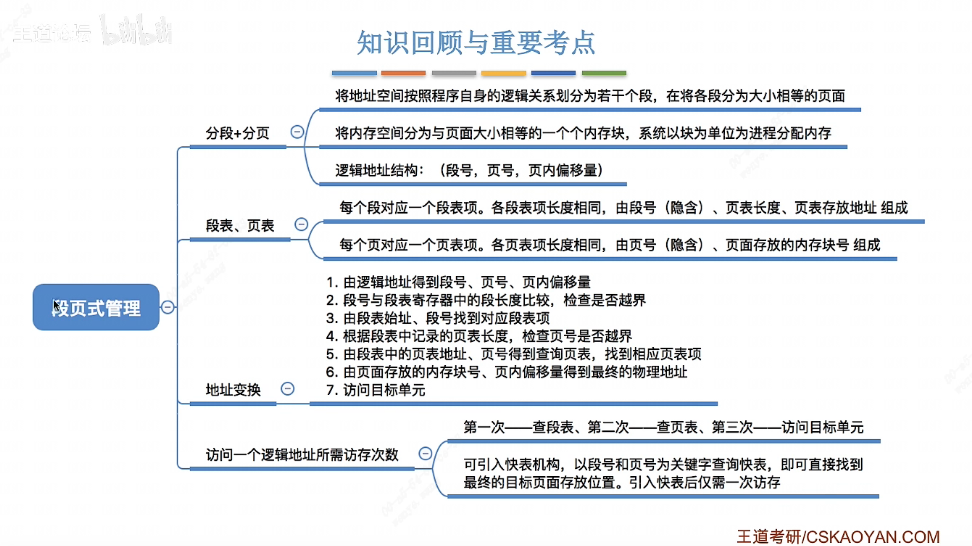 王道考研 bilibili
知识回顾与重要考点
将地址空间按照程序自身的逻辑关系划分为若干个段，在将各段分为大小相等的页面
分段+分页
将内存空间分为与页面大小相等的一个个内存块，系统以块为单位为进程分配内存
逻辑地址结构：（段号，页号，页内偏移量）
每个段对应一个段表项。各段表项长度相同，由段号（隐含）、页表长度、页表存放地址 组成
段表、页表
每个页对应一个页表项。各页表项长度相同，由页号（隐含）、页面存放的内存块号 组成
段页式管理
1. 由逻辑地址得到段号、页号、页内偏移量
2. 段号与段表寄存器中的段长度比较，检查是否越界
3. 由段表始址、段号找到对应段表项
4. 根据段表中记录的页表长度，检查页号是否越界
5. 由段表中的页表地址、页号得到查询页表，找到相应页表项
6. 由页面存放的内存块号、页内偏移量得到最终的物理地址
7. 访问目标单元
地址变换
第一次——查段表、第二次——查页表、第三次——访问目标单元
访问一个逻辑地址所需访存次数
可引入快表机构，以段号和页号为关键字查询快表，即可直接找到
最终的目标页面存放位置。引入快表后仅需一次访存
王道考研/CSKAOYAN.COM